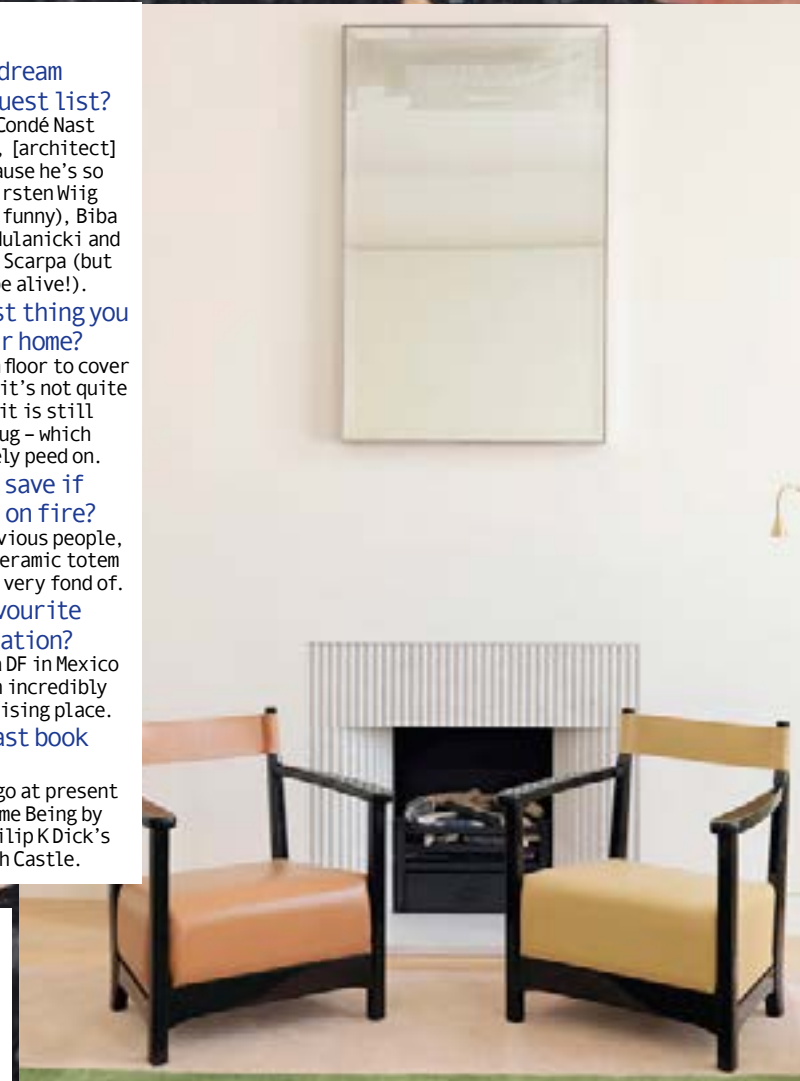 dream
uest list?
Condé Nast
, [architect]
ause he's so
rsten Wiig
funny), Biba
Hulanicki and
Scarpa (but
be alive!).
st thing you
r home?
floor to cover
it's not quite
it is still
ug – which
ely peed on.
save if
on fire?
vious people,
eramic totem
very fond of.
vourite
ation?
DF in Mexico
n incredibly
ising place.
ast book
go at present
me Being by
ilip K Dick's
h Castle.